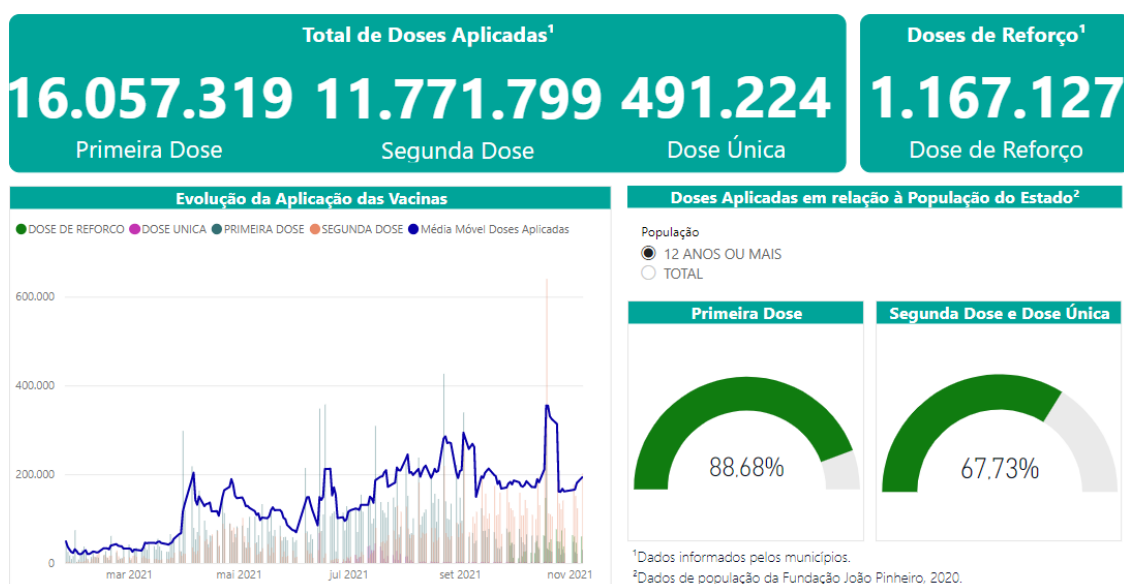 Total de Doses Aplicadas¹
16.057.319 11.771.799 491.224
Primeira Dose Segunda Dose Dose Única
Doses de Reforço¹
1.167.127
Dose de Reforço
Evolução da Aplicação das Vacinas
DOSE DE REFORCO DOSE UNICA PRIMEIRA DOSE SEGUNDA DOSE Média Móvel Doses Aplicadas
600.000
400.000
200.000
0
mar 2021 mai 2021 jul 2021 set 2021 nov 2021
Doses Aplicadas em relação à População do Estado²
População
12 ANOS OU MAIS
TOTAL
Primeira Dose
88,68%
Segunda Dose e Dose Única
67,73%
¹Dados informados pelos municípios.
²Dados de população da Fundação João Pinheiro, 2020.